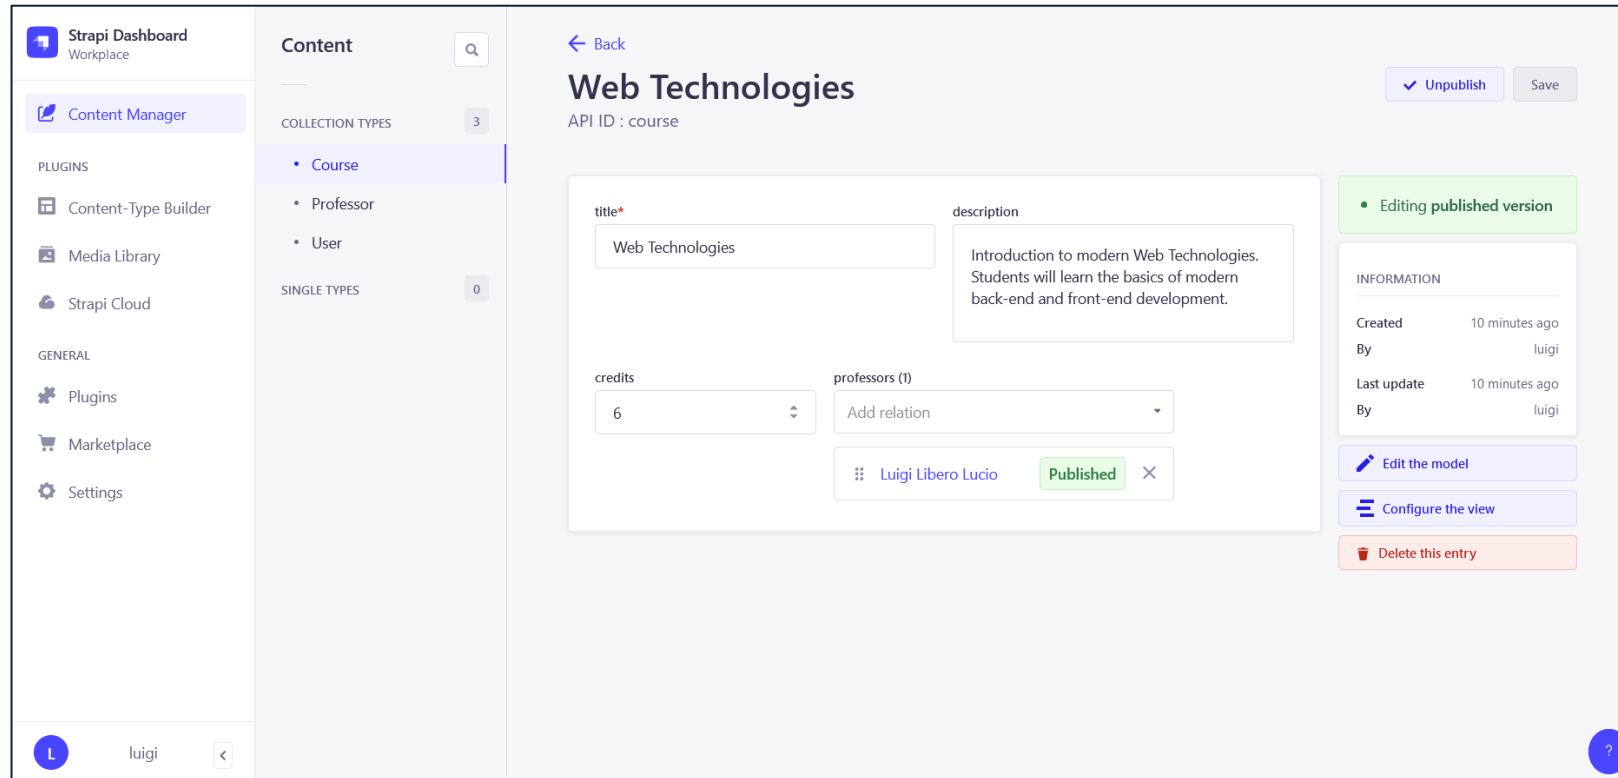 Strapi Dashboard
Workplace
Content Manager
PLUGINS
Content-Type Builder
Media Library
Strapi Cloud
GENERAL
Plugins
Marketplace
Settings
L
luigi
Content
COLLECTION TYPES
3
Course
Professor
User
SINGLE TYPES
0
Back
Web Technologies
API ID : course
Unpublish
Save
title*
Web Technologies
description
Introduction to modern Web Technologies.
Students will learn the basics of modern
back-end and front-end development.
credits
6
professors (1)
Add relation
Luigi Libero Lucio
Published
Editing published version
INFORMATION
Created
10 minutes ago
By
luigi
Last update
10 minutes ago
By
luigi
Edit the model
Configure the view
Delete this entry
?